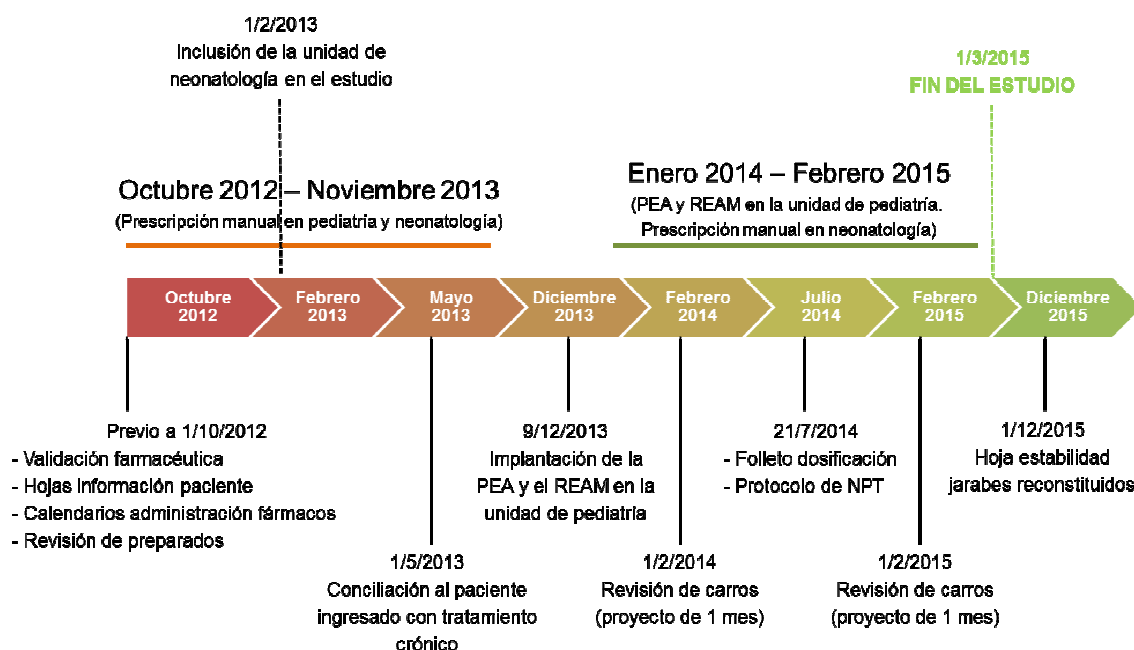 1/2/2013
Inclusión de la unidad de
neonatología en el estudio
1/3/2015
FIN DEL ESTUDIO
Octubre 2012 – Noviembre 2013
(Prescripción manual en pediatría y neonatología)
Enero 2014 – Febrero 2015
(PEA y REAM en la unidad de pediatría.
Prescripción manual en neonatología)
Octubre
2012
Febrero
2013
Mayo
2013
Diciembre
2013
Febrero
2014
Julio
2014
Febrero
2015
Diciembre
2015
Previo a 1/10/2012
- Validación farmacéutica
- Hojas información paciente
- Calendarios administración fármacos
- Revisión de preparados
1/5/2013
Conciliación al paciente
ingresado con tratamiento
crónico
9/12/2013
Implantación de la
PEA y el REAM en la
unidad de pediatría
1/2/2014
Revisión de carros
(proyecto de 1 mes)
21/7/2014
- Folleto dosificación
- Protocolo de NPT
1/2/2015
Revisión de carros
(proyecto de 1 mes)
1/12/2015
Hoja estabilidad
jarabes reconstituidos